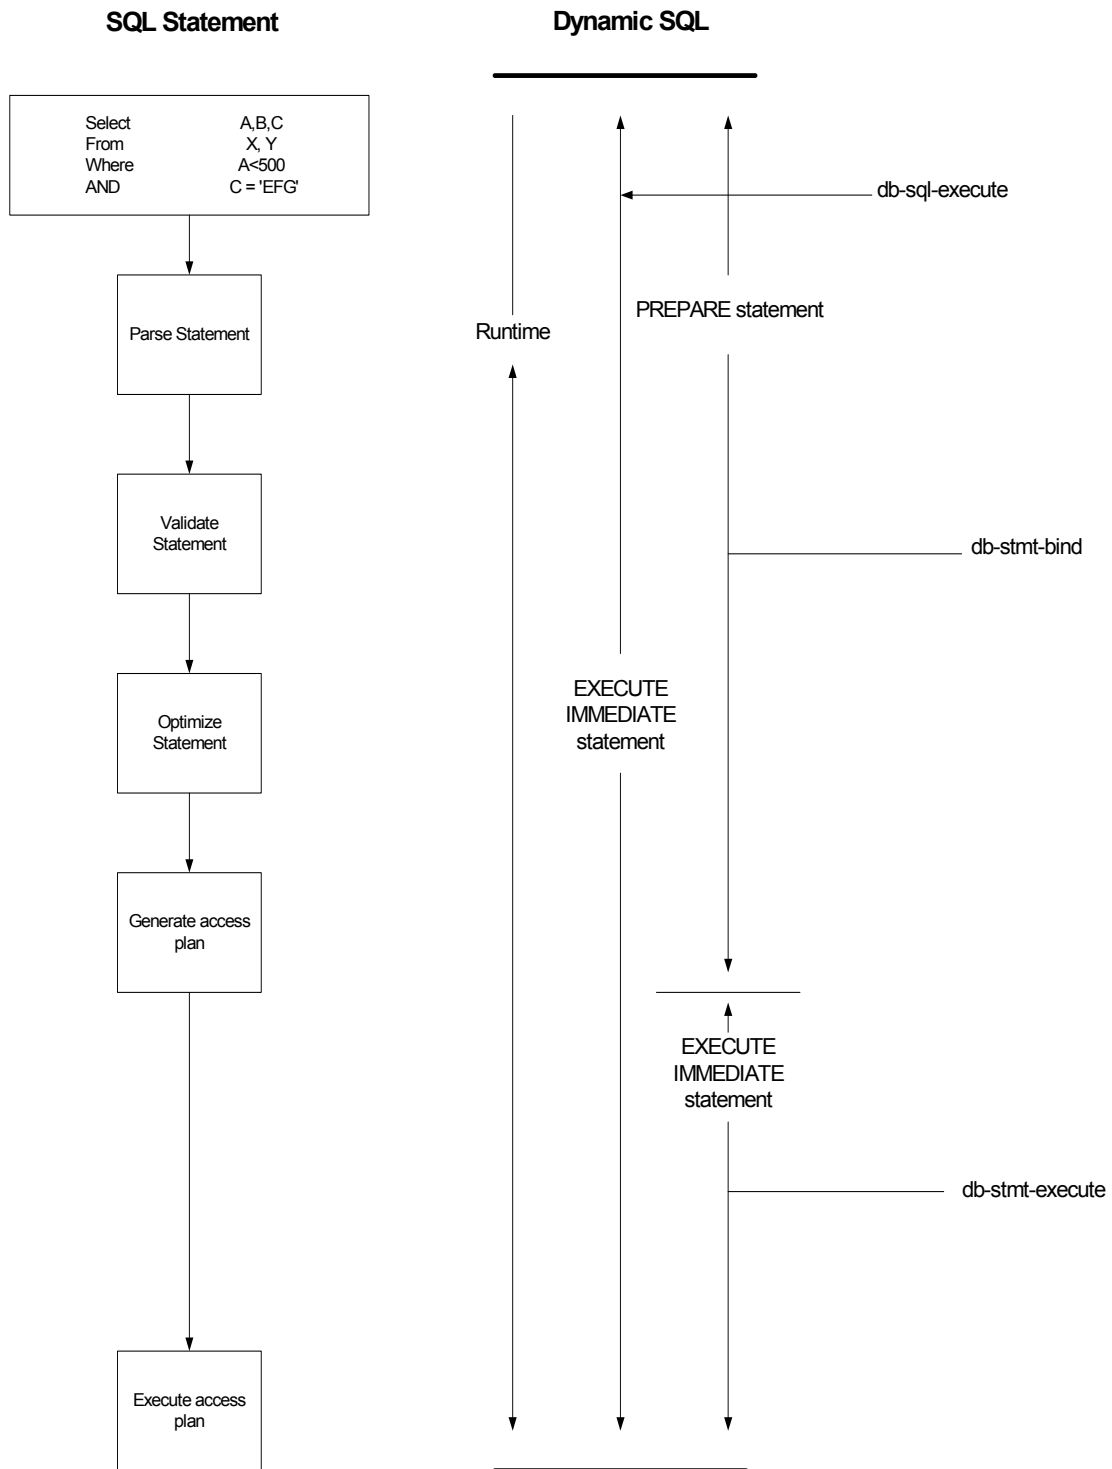 SQL Statement
Dynamic SQL
Select A,B,C
From X, Y
Where A<500
AND C = 'EFG'
db-sql-execute
Parse Statement
Runtime
PREPARE statement
Validate
Statement
db-stmt-bind
Optimize
Statement
EXECUTE
IMMEDIATE
statement
Generate access
plan
EXECUTE
IMMEDIATE
statement
db-stmt-execute
Execute access
plan